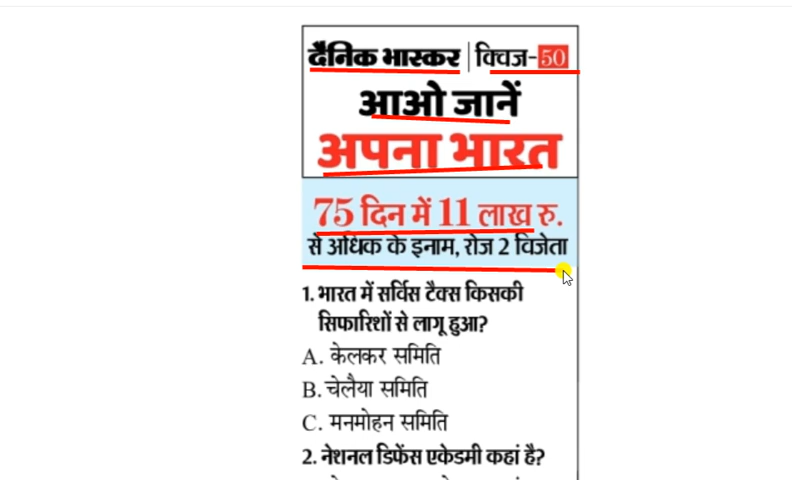 दैनिक भास्कर | क्विज-50
आओ जानें
अपना भारत
75 दिन में 11 लाख रु.
से अधिक के इनाम, रोज 2 विजेता
1. भारत में सर्विस टैक्स किसकी
सिफारिशों से लागू हुआ?
A. केलकर समिति
B. चेलैया समिति
C. मनमोहन समिति
2. नेशनल डिफेंस एकेडमी कहां है?